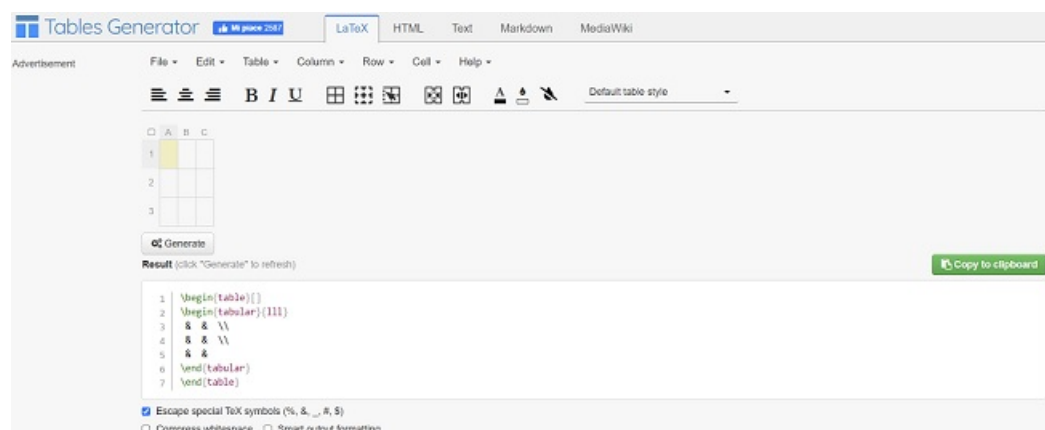 Tables Generator Mi piace 2587 LaTeX HTML Text Markdown MediaWiki
Advertisement File Edit Table Column Row Cell Help
B I U Default table style
A B C
1
2
3
Generate
Result (click "Generate" to refresh) Copy to clipboard
1 \begin{table}[]
2 \begin{tabular}{lll}
3 & & \\
4 & & \\
5 & &
6 \end{tabular}
7 \end{table}
Escape special TeX symbols (%, &, _, #, $)
Compress whitespace Smart output formatting